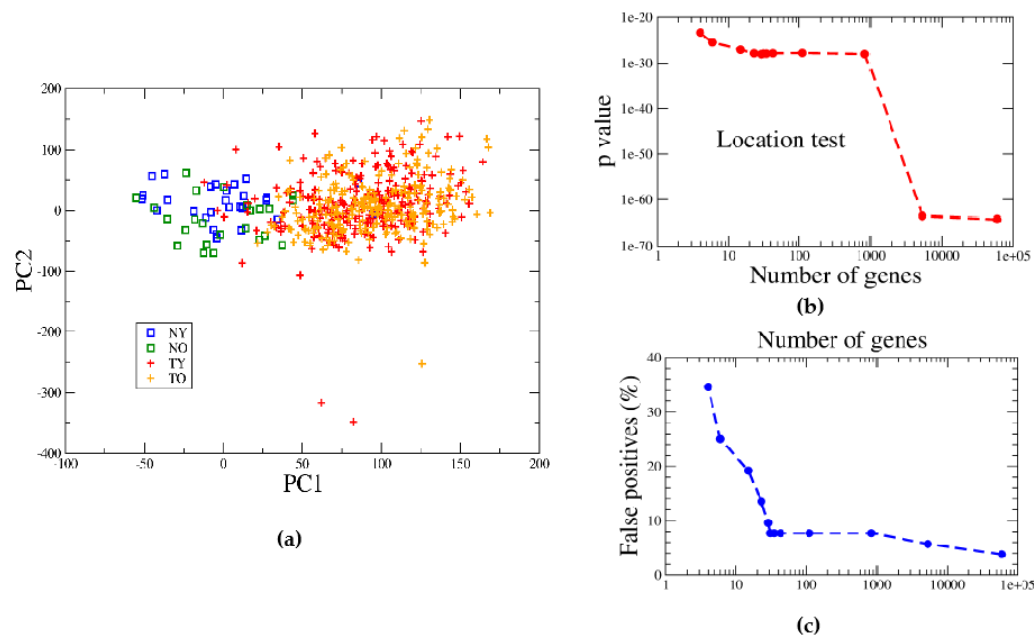 200
100
0
-100
-200
-300
-400
PC2
-100
-50
0
50
100
150
200
PC1
NY
NO
TY
TO
(a)
1e-20
1e-30
1e-40
1e-50
1e-60
1e-70
p value
Location test
1
10
100
1000
10000
1e+05
Number of genes
(b)
Number of genes
40
30
20
10
0
False positives (%)
1
10
100
1000
10000
1e+05
(c)